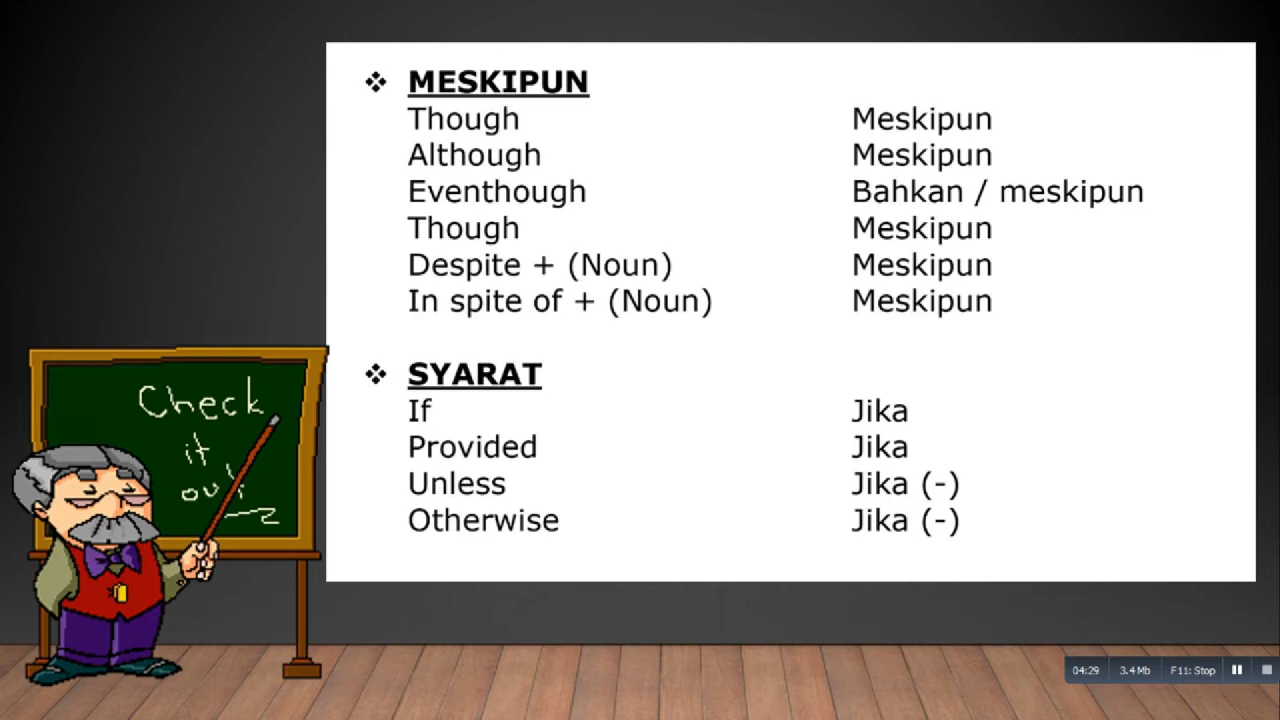 ❖ MESKIPUN
Though Meskipun
Although Meskipun
Eventhough Bahkan / meskipun
Though Meskipun
Despite + (Noun) Meskipun
In spite of + (Noun) Meskipun
❖ SYARAT
If Jika
Provided Jika
Unless Jika (-)
Otherwise Jika (-)
Check
it
out
04:29 3.4 Mb F11: Stop